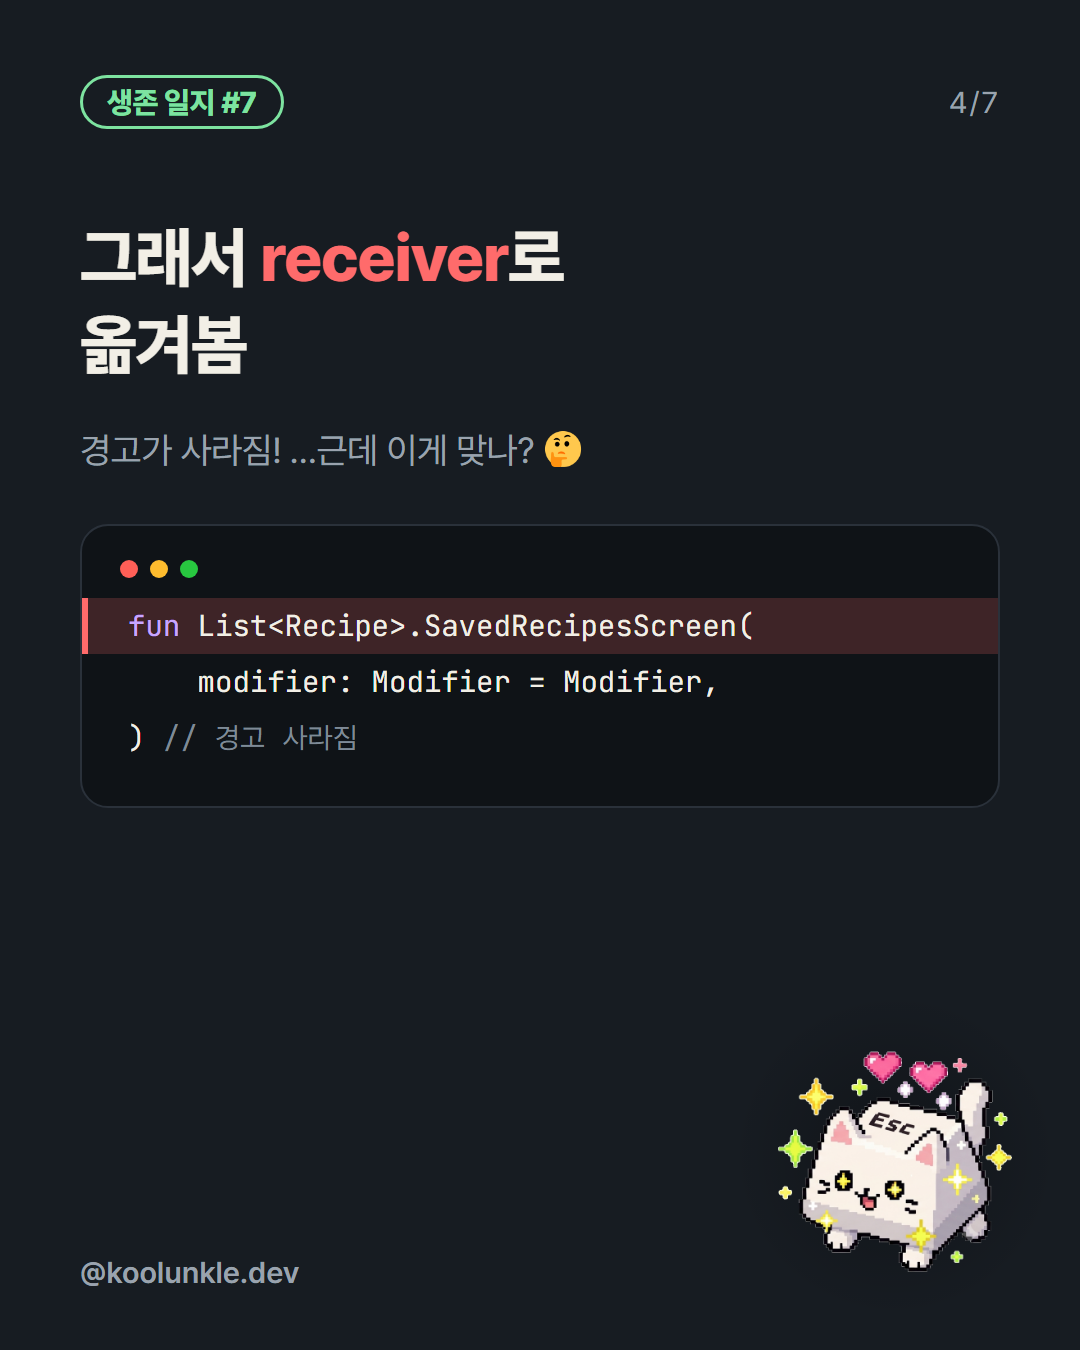 생존 일지 #7
4/7
그래서 receiver로
옮겨봄
경고가 사라짐! ...근데 이게 맞나? 🤔
fun List<Recipe>.SavedRecipesScreen(
    modifier: Modifier = Modifier,
) // 경고 사라짐
Esc
@koolunkle.dev